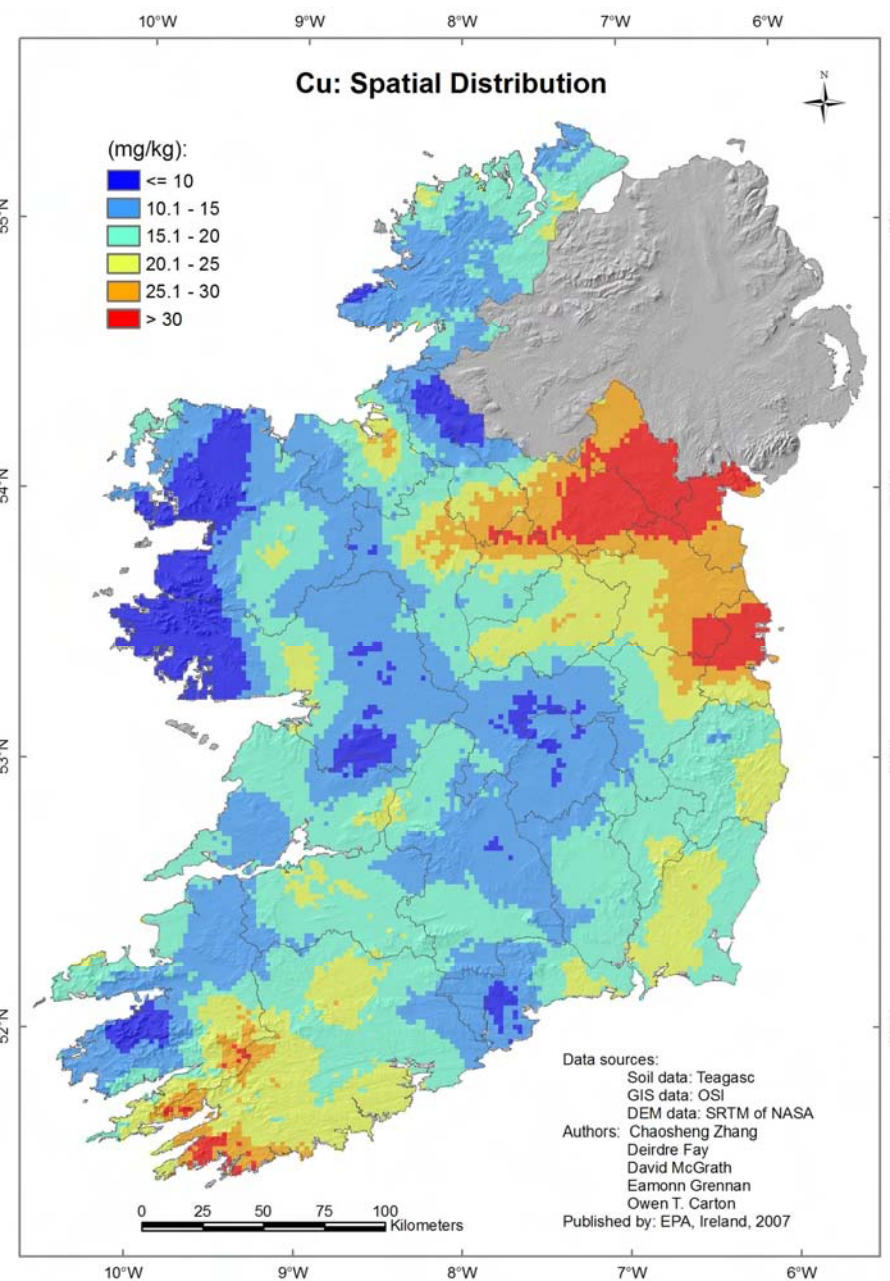 10°W 9°W 8°W 7°W 6°W
Cu: Spatial Distribution
N
(mg/kg):
<= 10
10.1 - 15
15.1 - 20
20.1 - 25
25.1 - 30
> 30
55°N
54°N
53°N
52°N
Data sources:
Soil data: Teagasc
GIS data: OSI
DEM data: SRTM of NASA
Authors: Chaosheng Zhang
Deirdre Fay
David McGrath
Eamonn Grennan
Owen T. Carton
Published by: EPA, Ireland, 2007
0 25 50 75 100
Kilometers
10°W 9°W 8°W 7°W 6°W